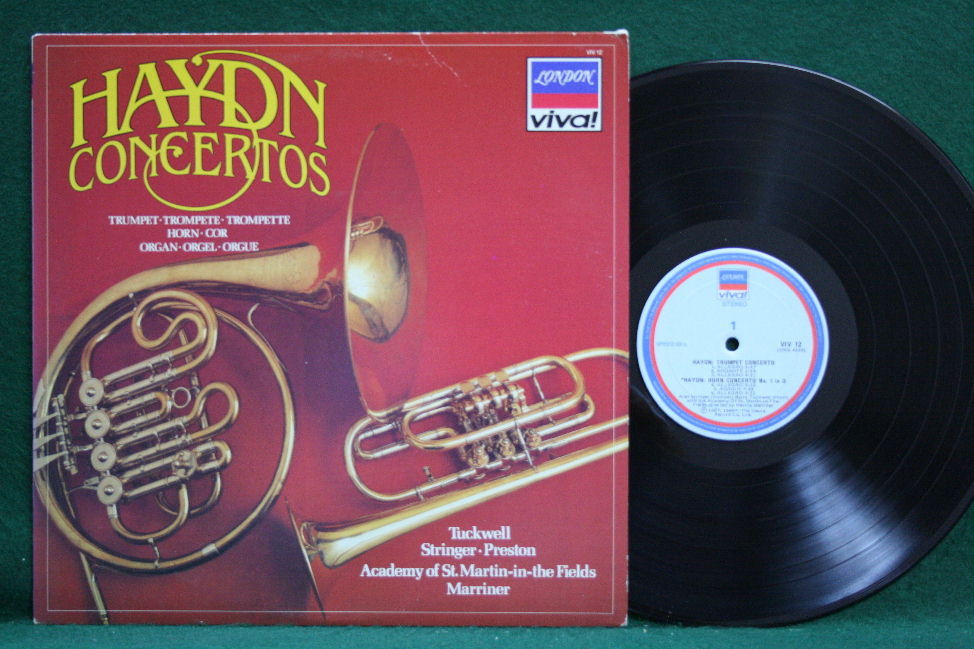 VIV 12
LONDON
viva!
HAYDN
CONCERTOS
TRUMPET · TROMPETE · TROMPETTE
HORN · COR
ORGAN · ORGEL · ORGUE
Tuckwell
Stringer · Preston
Academy of St. Martin-in-the Fields
Marriner
LONDON
viva!
STEREO
1
VIV 12
HAYDN: TRUMPET CONCERTO
*HAYDN: HORN CONCERTO No. 1 in D